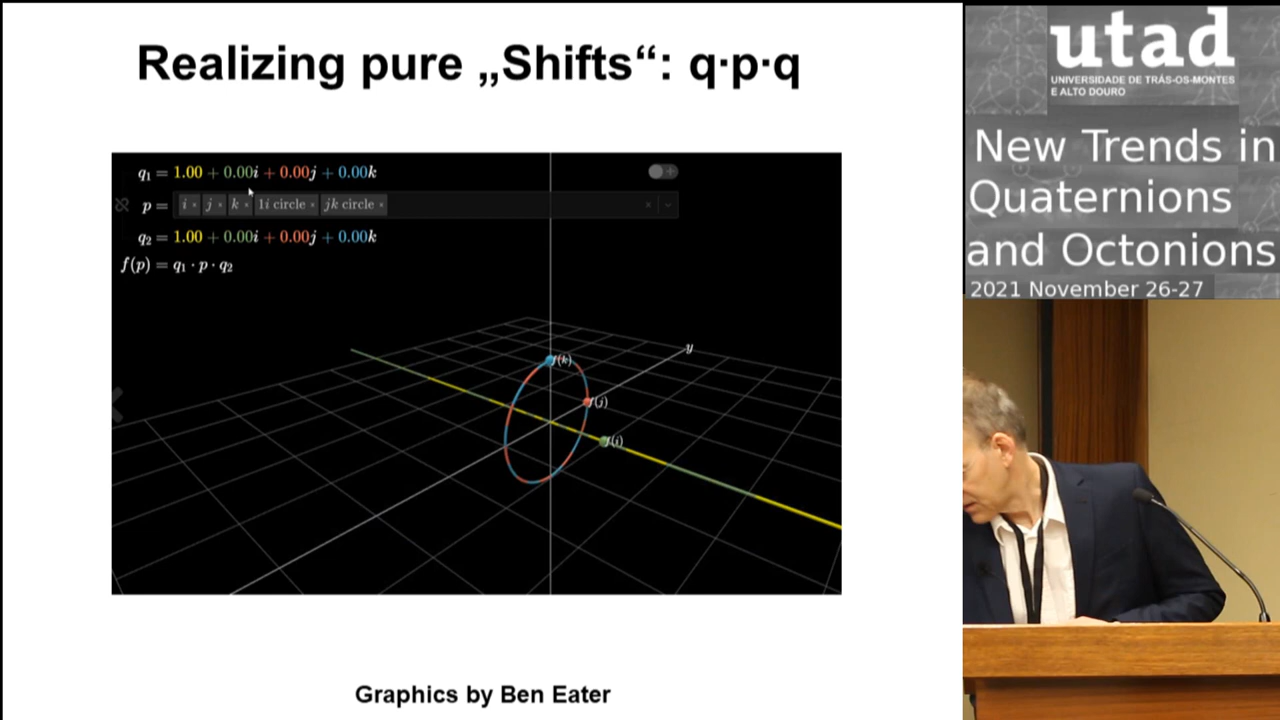 Realizing pure „Shifts“: q·p·q
q₁ = 1.00 + 0.00i + 0.00j + 0.00k
p = i × j × k × 1i circle × jk circle ×
q₂ = 1.00 + 0.00i + 0.00j + 0.00k
f(p) = q₁ · p · q₂
y
f(k)
f(j)
f(i)
Graphics by Ben Eater
utad
UNIVERSIDADE DE TRÁS-OS-MONTES
E ALTO DOURO
New Trends in
Quaternions
and Octonions
2021 November 26-27